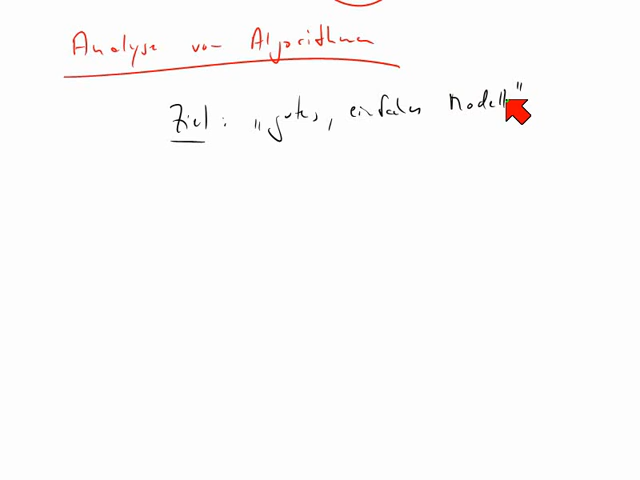 Analyse von Algorithmen
Ziel : „gutes, einfaches Modell"